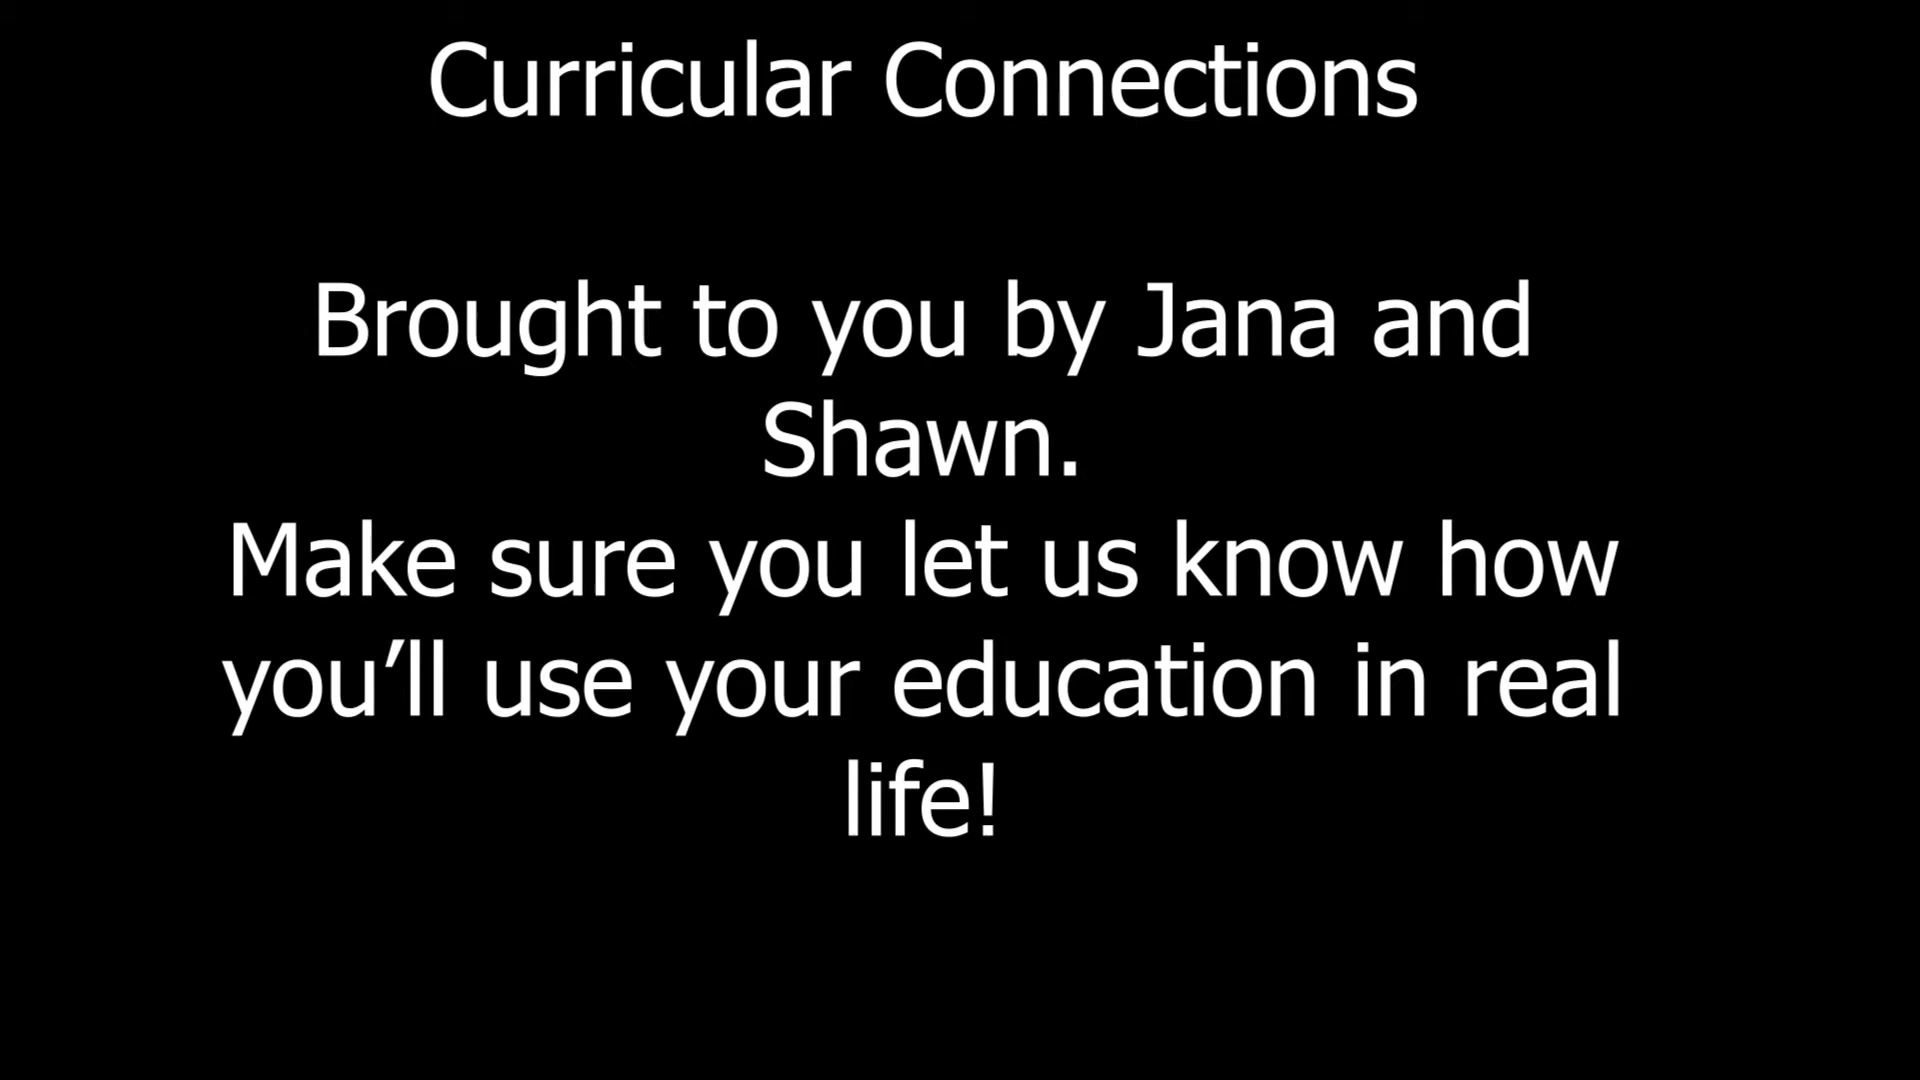 Curricular Connections
Brought to you by Jana and
Shawn.
Make sure you let us know how
you’ll use your education in real
life!